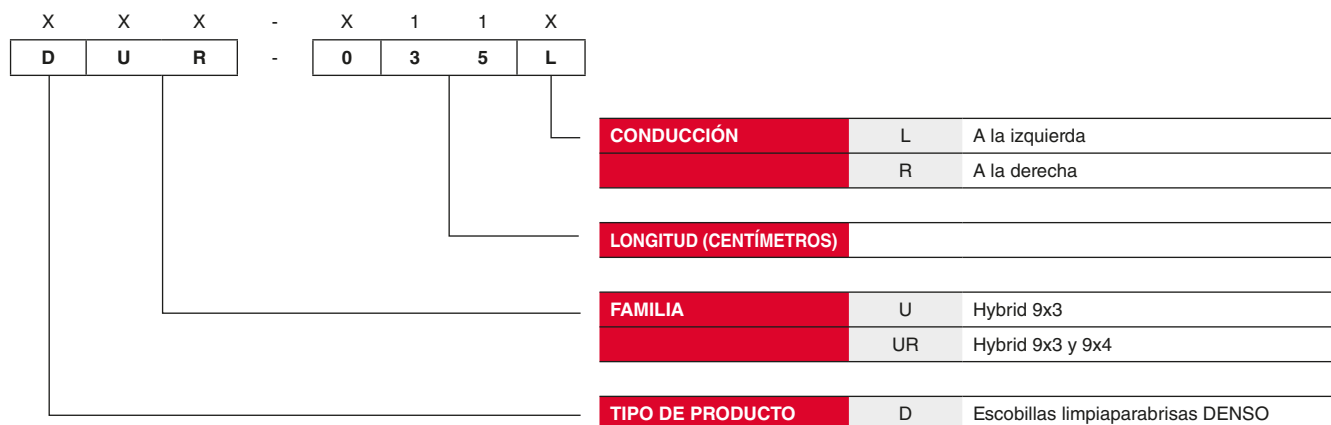 X X X - X 1 1 X
D U R - 0 3 5 L
CONDUCCIÓN L A la izquierda
R A la derecha
LONGITUD (CENTÍMETROS)
FAMILIA U Hybrid 9x3
UR Hybrid 9x3 y 9x4
TIPO DE PRODUCTO D Escobillas limpiaparabrisas DENSO